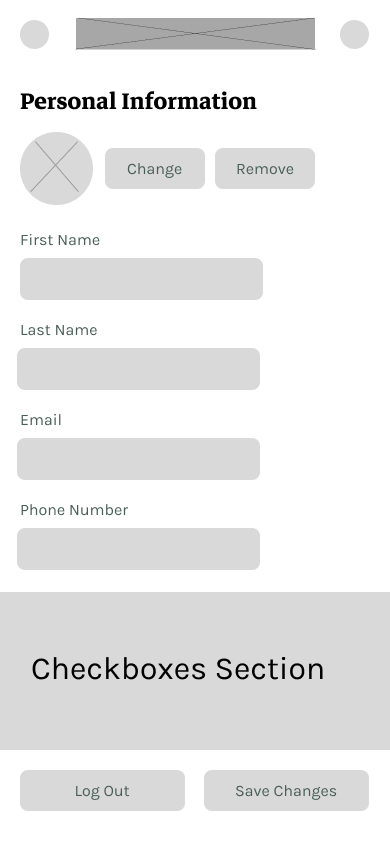 Personal Information
Change Remove
First Name
Last Name
Email
Phone Number
Checkboxes Section
Log Out Save Changes